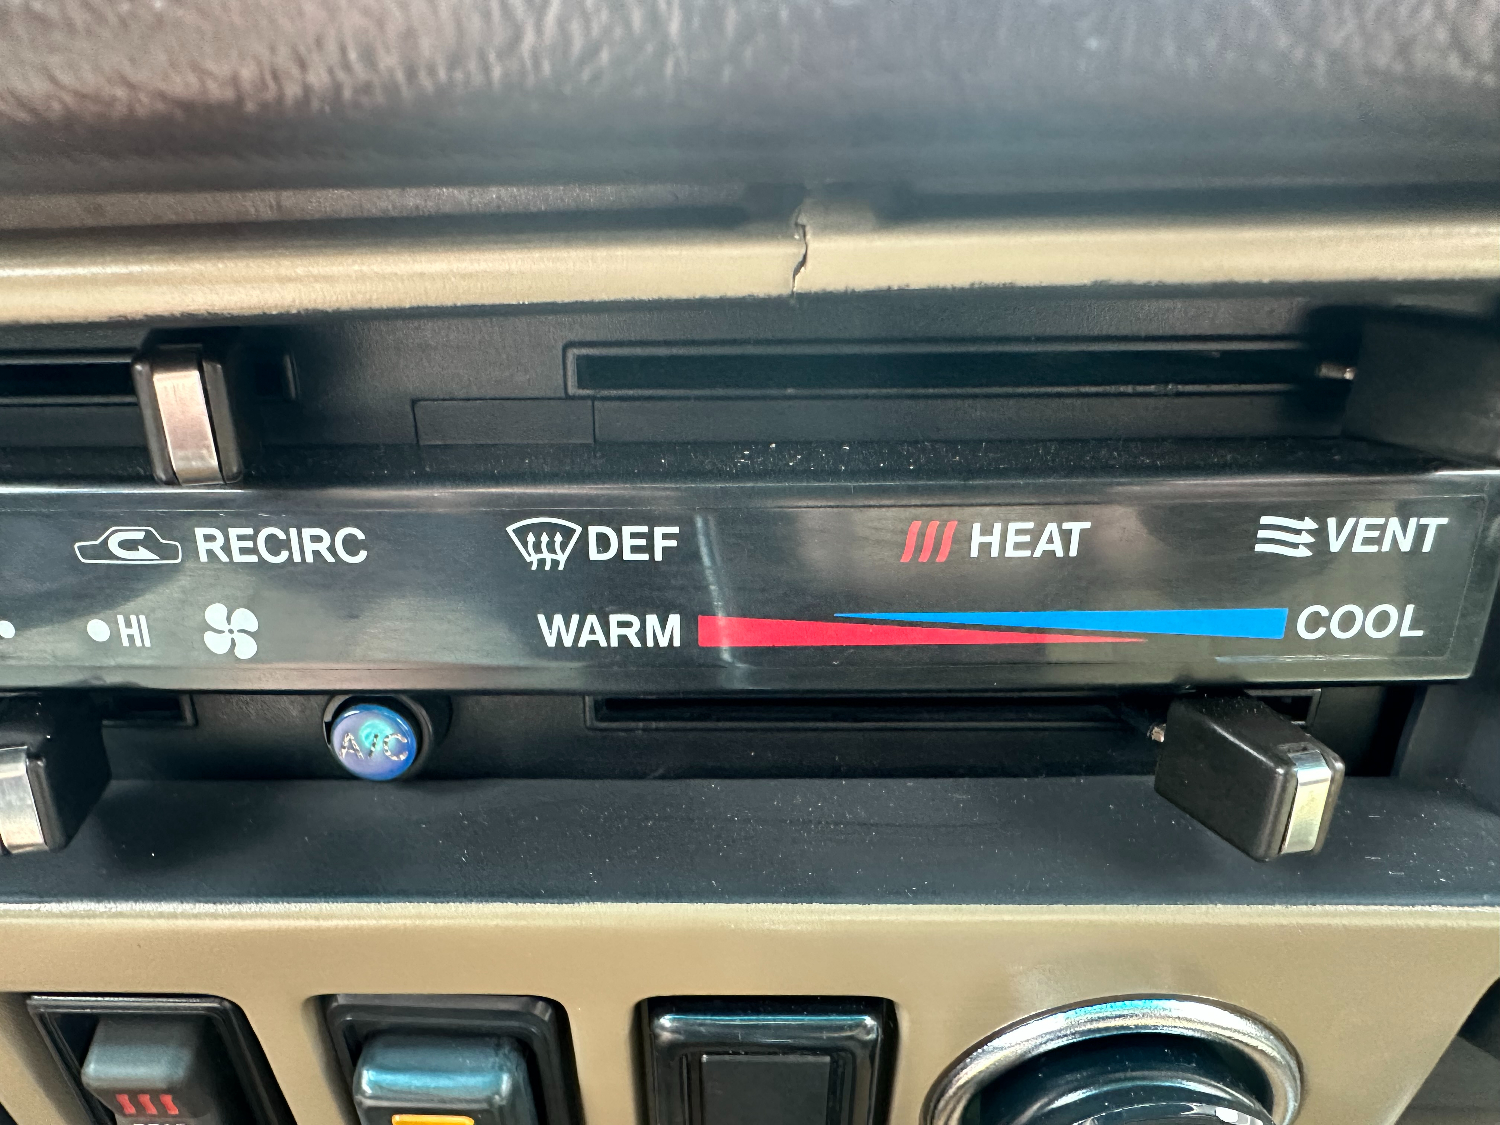 RECIRC DEF HEAT VENT
HI WARM COOL
A/C